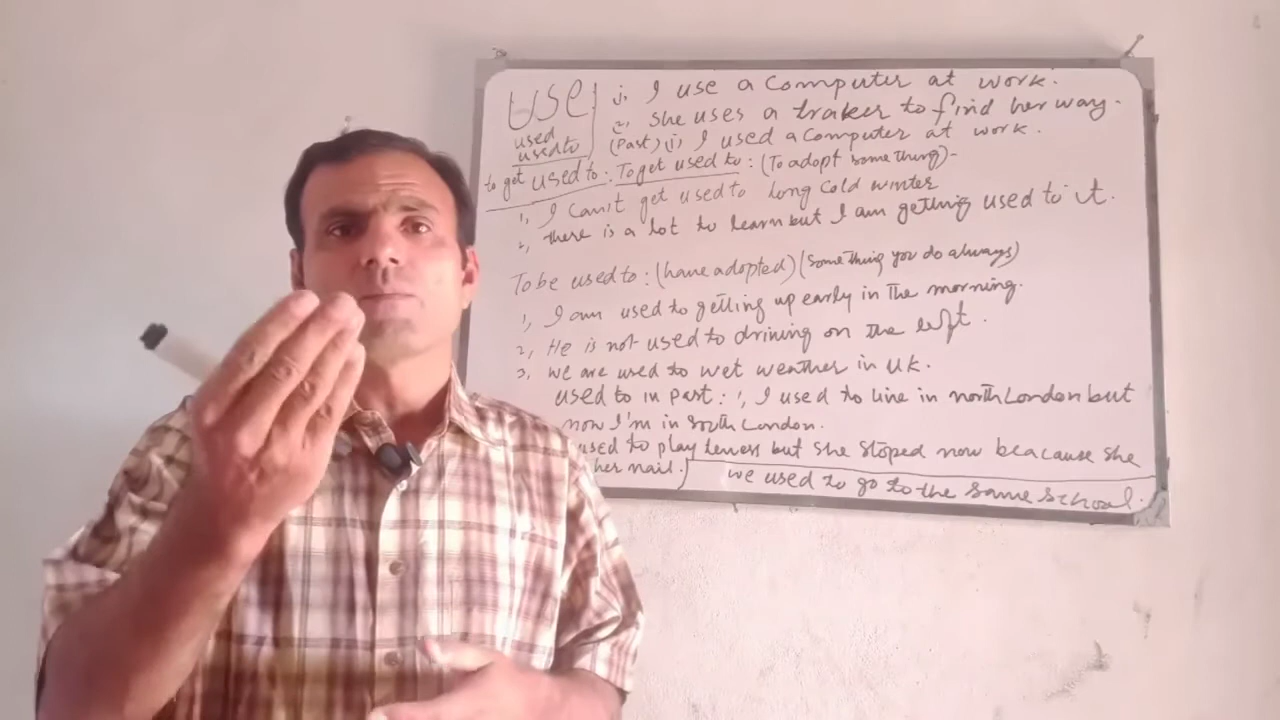 USE 1, I use a computer at work.
used 2, She uses a traker to find her way.
used to (Past) (i) I used a computer at work.
to get used to: To get used to: (To adopt some thing)-
1, I can't get used to long cold winter
2, there is a lot to learn but I am getting used to it.
To be used to: (have adopted) (some thing you do always)
1, I am used to getting up early in the morning.
2, He is not used to drining on the left.
3, we are used to wet weather in UK.
used to in past: 1, I used to line in north London but
now I'm in South London.
used to play teness but she stoped now beacause she
her nail.) we used to go to the same school.